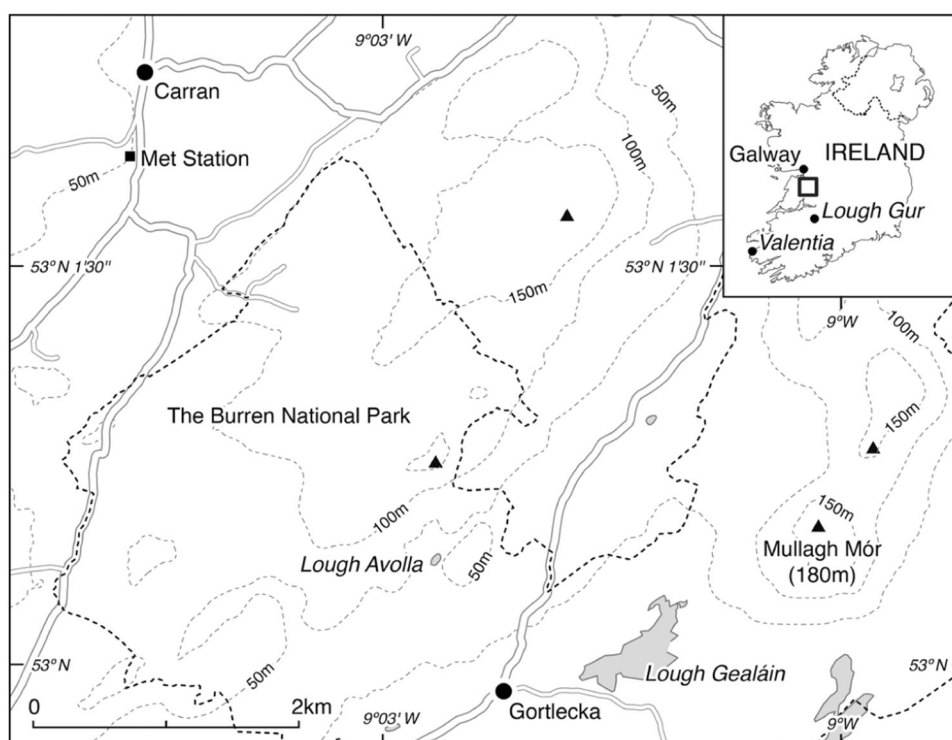 9°03' W
Carran
Met Station
50m
50m
100m
150m
53°N 1'30"
53°N 1'30"
Galway
IRELAND
Lough Gur
Valentia
9°W
100m
150m
150m
Mullagh Mór
(180m)
The Burren National Park
100m
Lough Avolla
50m
50m
53°N
53°N
Lough Gealáin
Gortlecka
0
2km
9°03' W
9°W